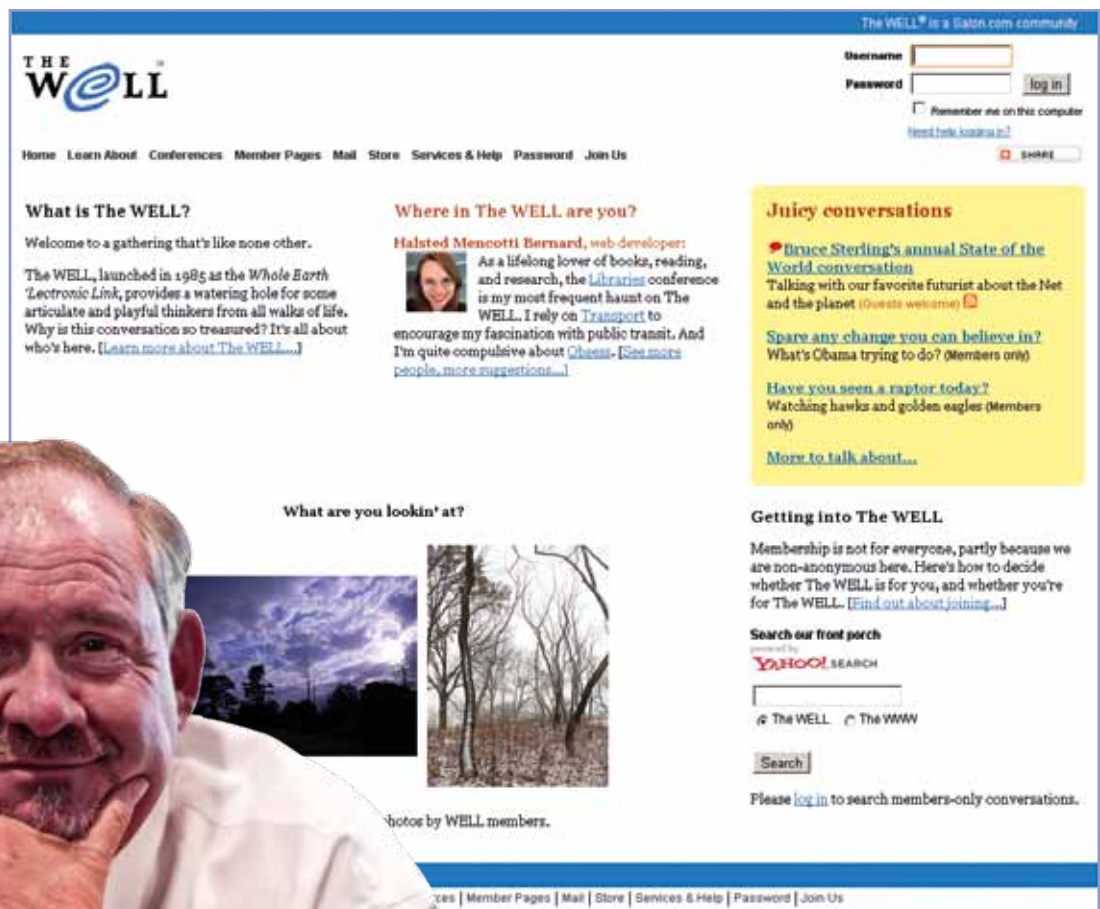 The WELL® is a Salon.com community
THE
WELL
Username
Password
log in
Remember me on this computer
Need help logging in?
SHARE
Home Learn About Conferences Member Pages Mail Store Services & Help Password Join Us
What is The WELL?
Welcome to a gathering that's like none other.
The WELL, launched in 1985 as the Whole Earth
'Lectronic Link, provides a watering hole for some
articulate and playful thinkers from all walks of life.
Why is this conversation so treasured? It's all about
who's here. [Learn more about The WELL...]
Where in The WELL are you?
Halsted Mencotti Bernard, web developer:
As a lifelong lover of books, reading,
and research, the Libraries conference
is my most frequent haunt on The
WELL. I rely on Transport to
encourage my fascination with public transit. And
I'm quite compulsive about Obsess. [See more
people, more suggestions...]
Juicy conversations
Bruce Sterling's annual State of the
World conversation
Talking with our favorite futurist about the Net
and the planet (Guests welcome)
Spare any change you can believe in?
What's Obama trying to do? (Members only)
Have you seen a raptor today?
Watching hawks and golden eagles (Members
only)
More to talk about...
What are you lookin' at?
hotos by WELL members.
Getting into The WELL
Membership is not for everyone, partly because we
are non-anonymous here. Here's how to decide
whether The WELL is for you, and whether you're
for The WELL. [Find out about joining...]
Search our front porch
powered by
YAHOO! SEARCH
The WELL The WWW
Search
Please log in to search members-only conversations.
ces | Member Pages | Mail | Store | Services & Help | Password | Join Us